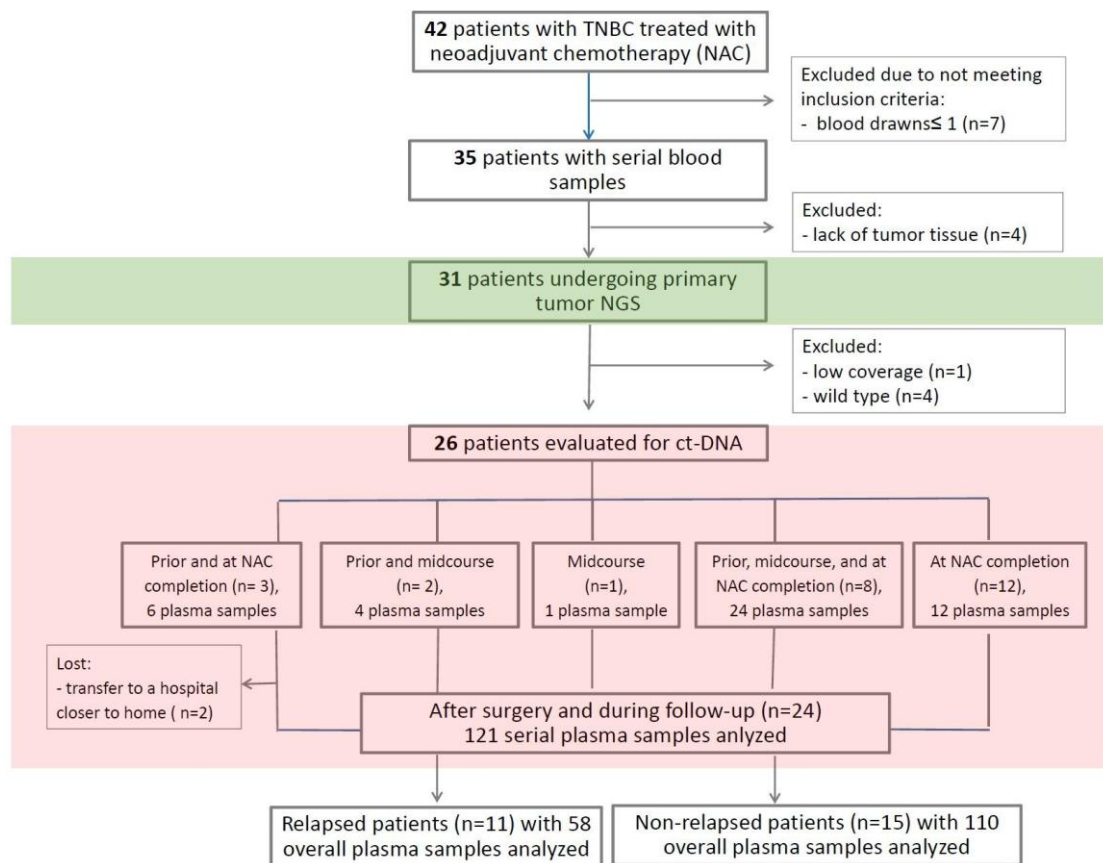 42 patients with TNBC treated with
neoadjuvant chemotherapy (NAC)
Excluded due to not meeting
inclusion criteria:
- blood drawns≤ 1 (n=7)
35 patients with serial blood
samples
Excluded:
- lack of tumor tissue (n=4)
31 patients undergoing primary
tumor NGS
Excluded:
- low coverage (n=1)
- wild type (n=4)
26 patients evaluated for ct-DNA
Prior and at NAC
completion (n= 3),
6 plasma samples
Prior and midcourse
(n= 2),
4 plasma samples
Midcourse
(n=1),
1 plasma sample
Prior, midcourse, and at
NAC completion (n=8),
24 plasma samples
At NAC completion
(n=12),
12 plasma samples
Lost:
- transfer to a hospital
closer to home ( n=2)
After surgery and during follow-up (n=24)
121 serial plasma samples anlyzed
Relapsed patients (n=11) with 58
overall plasma samples analyzed
Non-relapsed patients (n=15) with 110
overall plasma samples analyzed